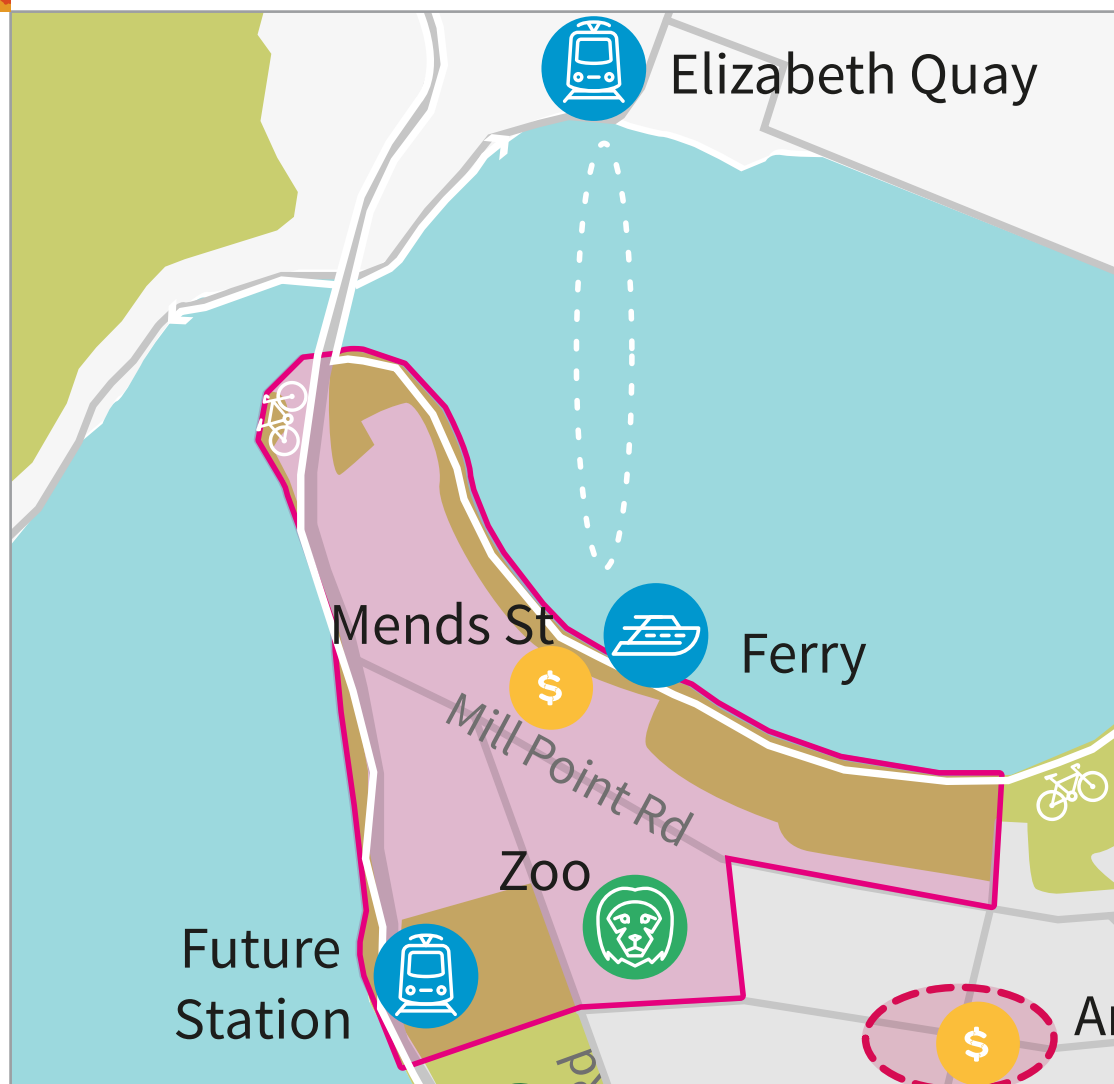 Elizabeth Quay
Mends St
Ferry
$
Mill Point Rd
Zoo
Future
Station
$